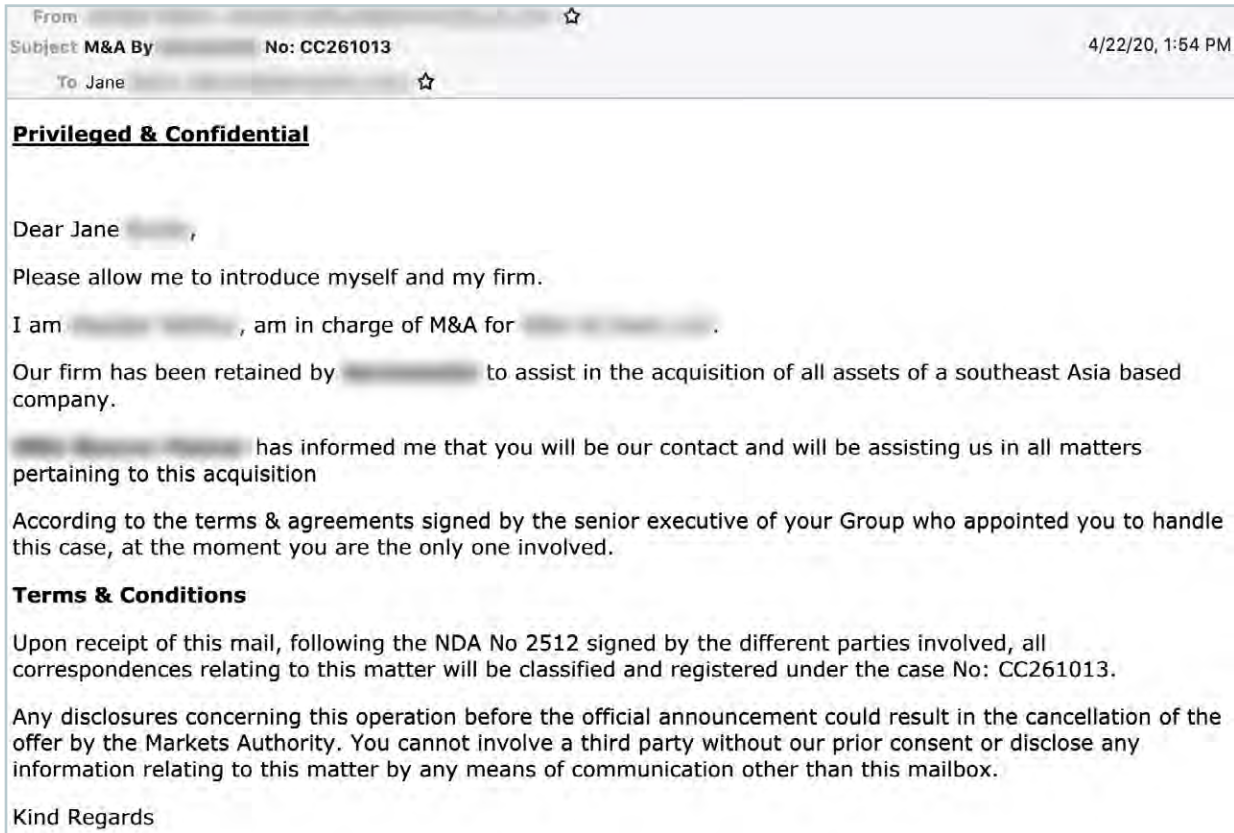 From
Subject M&A By No: CC261013
4/22/20, 1:54 PM
To Jane
Privileged & Confidential
Dear Jane ,
Please allow me to introduce myself and my firm.
I am , am in charge of M&A for .
Our firm has been retained by to assist in the acquisition of all assets of a southeast Asia based
company.
has informed me that you will be our contact and will be assisting us in all matters
pertaining to this acquisition
According to the terms & agreements signed by the senior executive of your Group who appointed you to handle
this case, at the moment you are the only one involved.
Terms & Conditions
Upon receipt of this mail, following the NDA No 2512 signed by the different parties involved, all
correspondences relating to this matter will be classified and registered under the case No: CC261013.
Any disclosures concerning this operation before the official announcement could result in the cancellation of the
offer by the Markets Authority. You cannot involve a third party without our prior consent or disclose any
information relating to this matter by any means of communication other than this mailbox.
Kind Regards